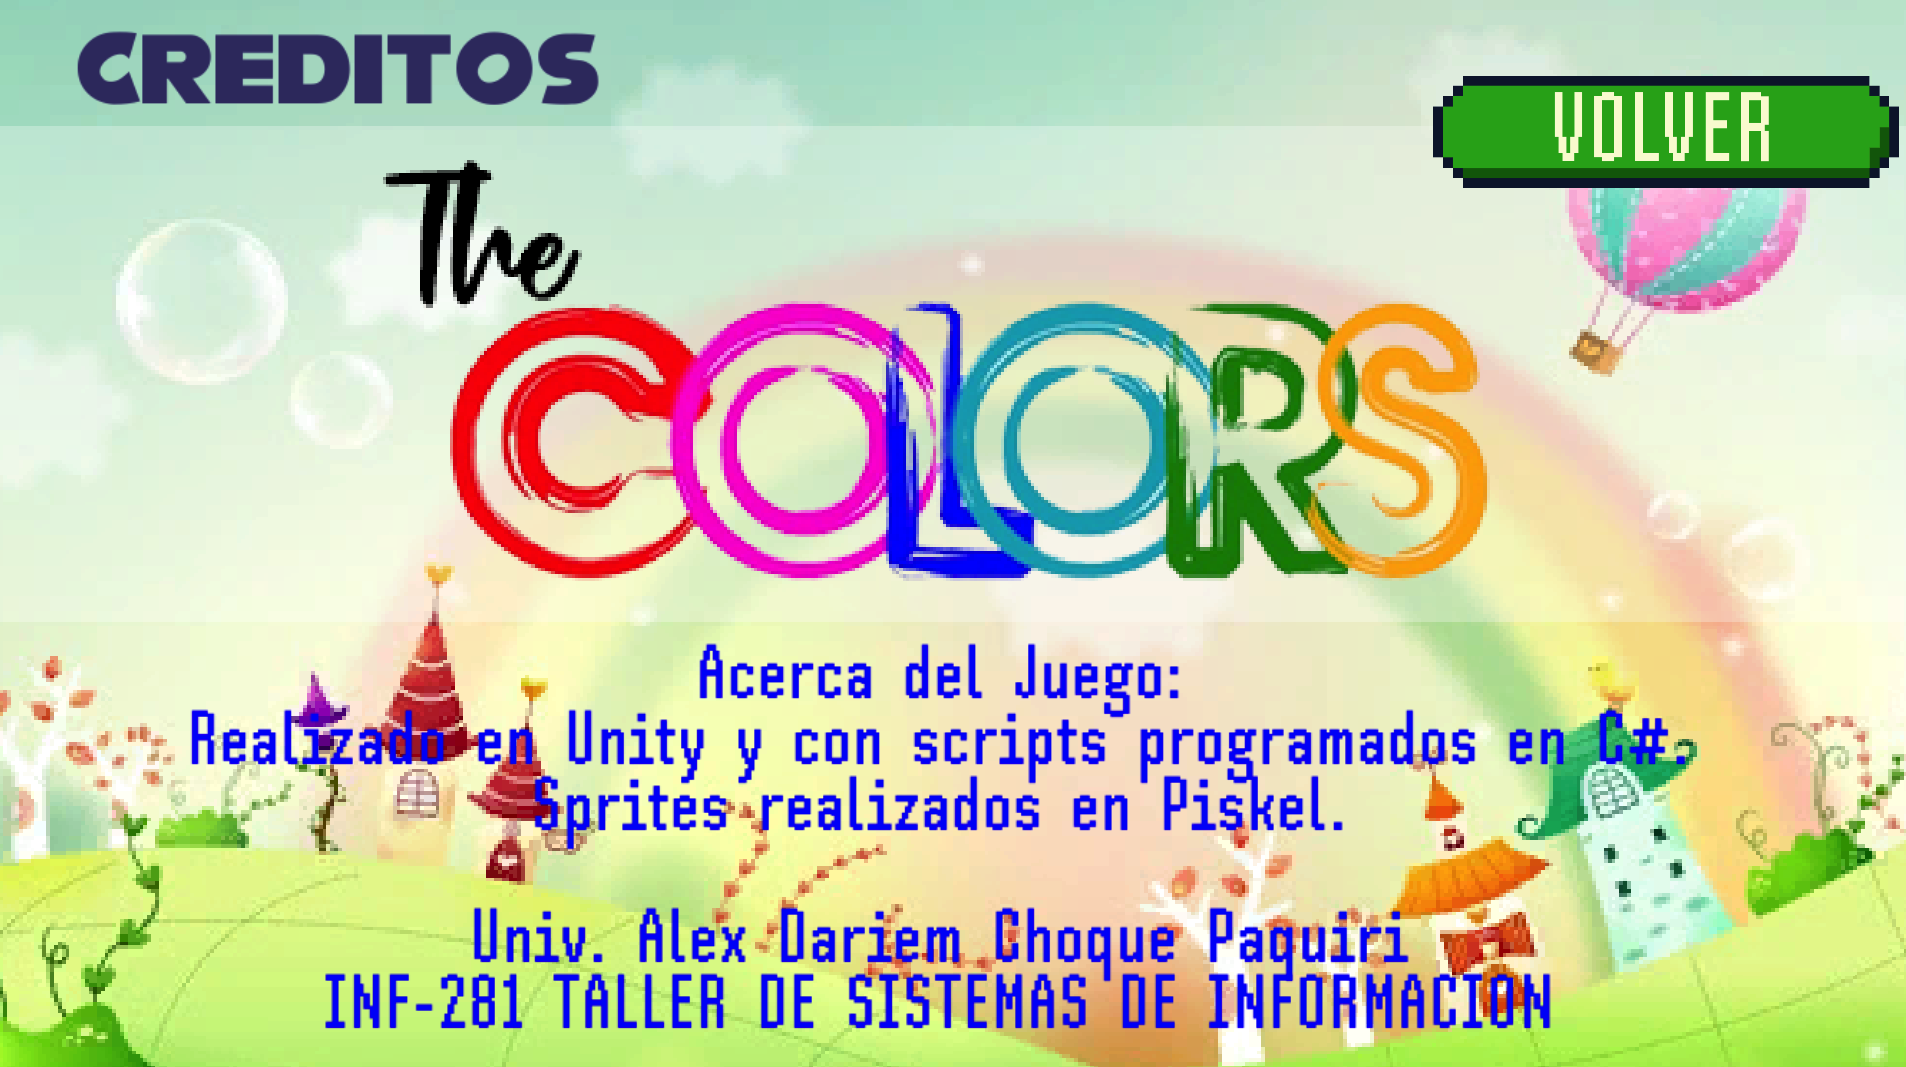 CREDITOS
VOLVER
The
COLORS
Acerca del Juego:
Realizado en Unity y con scripts programados en C#.
Sprites realizados en Piskel.
Univ. Alex Dariem Choque Paquiri
INF-281 TALLER DE SISTEMAS DE INFORMACION